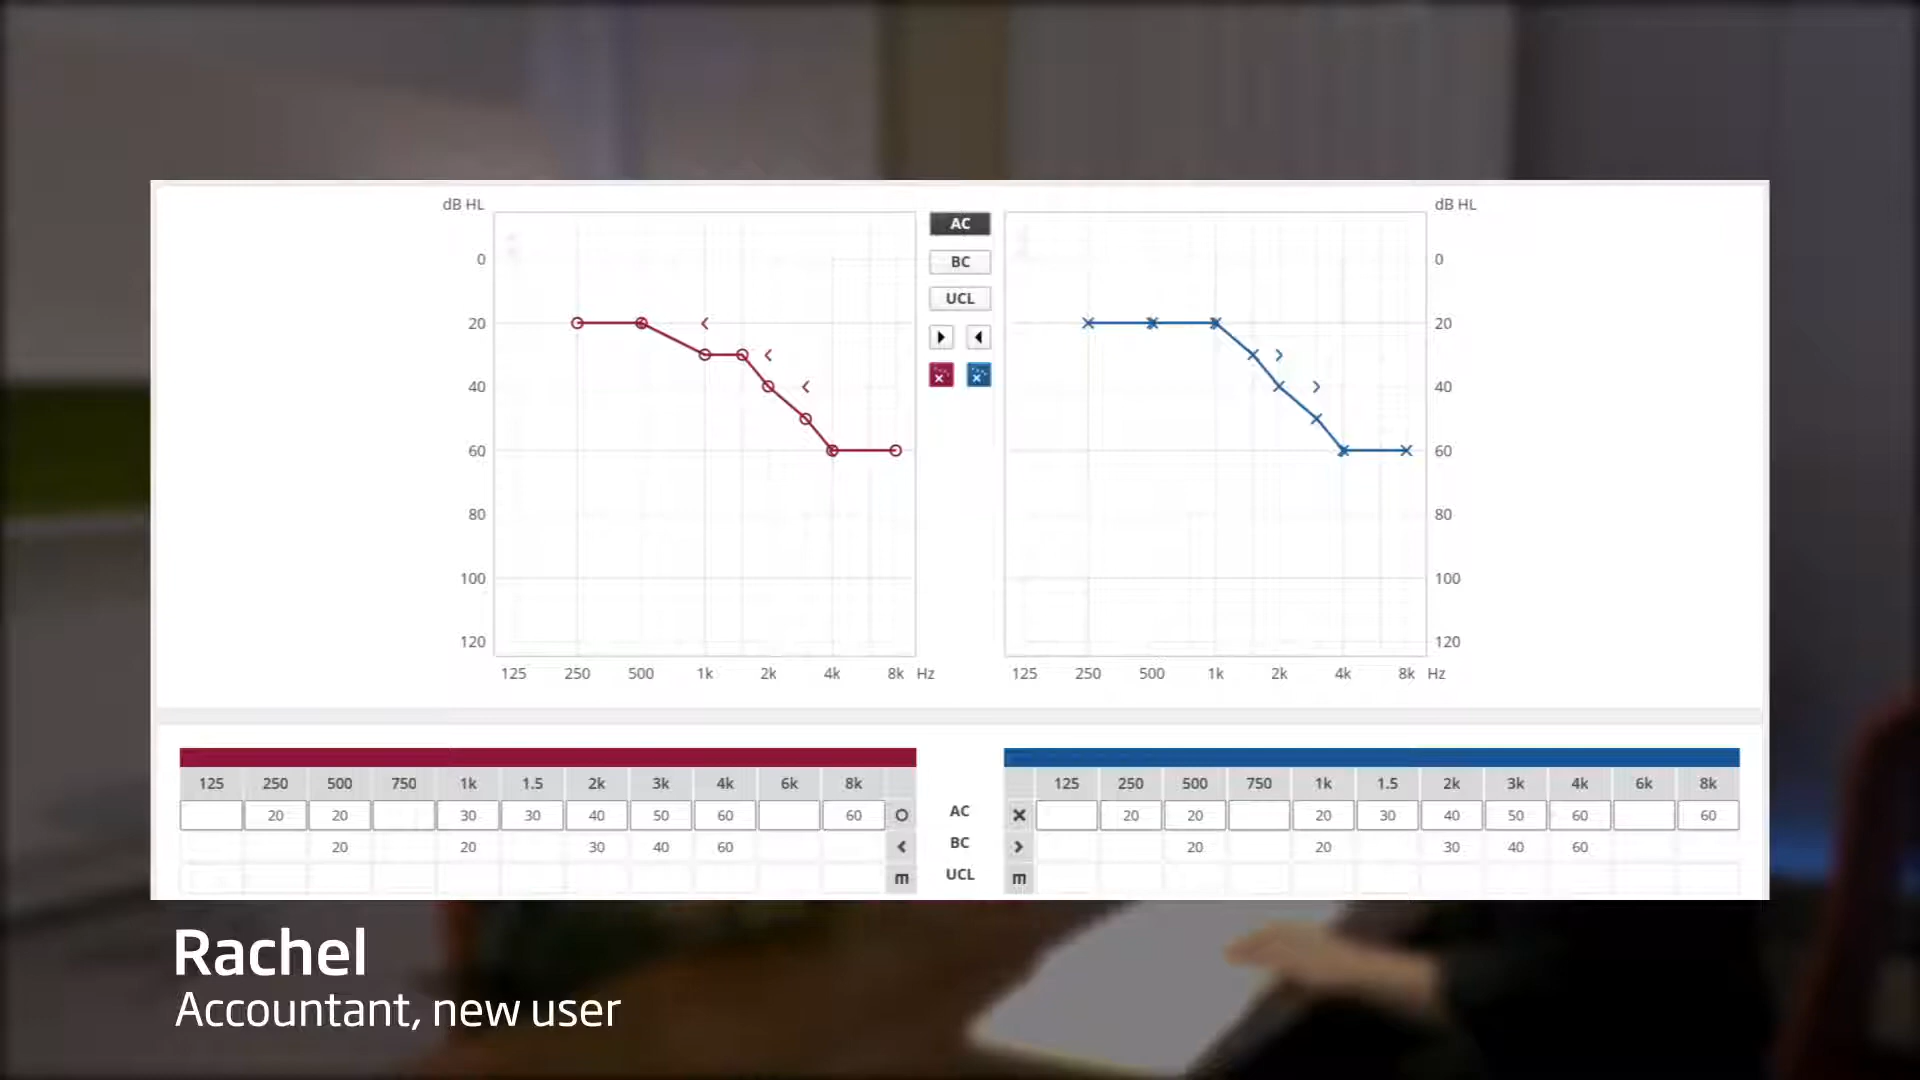 dB HL
0
20
40
60
80
100
120
125 250 500 1k 2k 4k 8k Hz
AC
BC
UCL
dB HL
0
20
40
60
80
100
120
125 250 500 1k 2k 4k 8k Hz
125 250 500 750 1k 1.5 2k 3k 4k 6k 8k
20 20 30 30 40 50 60 60
20 20 30 40 60
m
AC
BC
UCL
125 250 500 750 1k 1.5 2k 3k 4k 6k 8k
20 20 20 30 40 50 60 60
20 20 30 40 60
m
Rachel
Accountant, new user